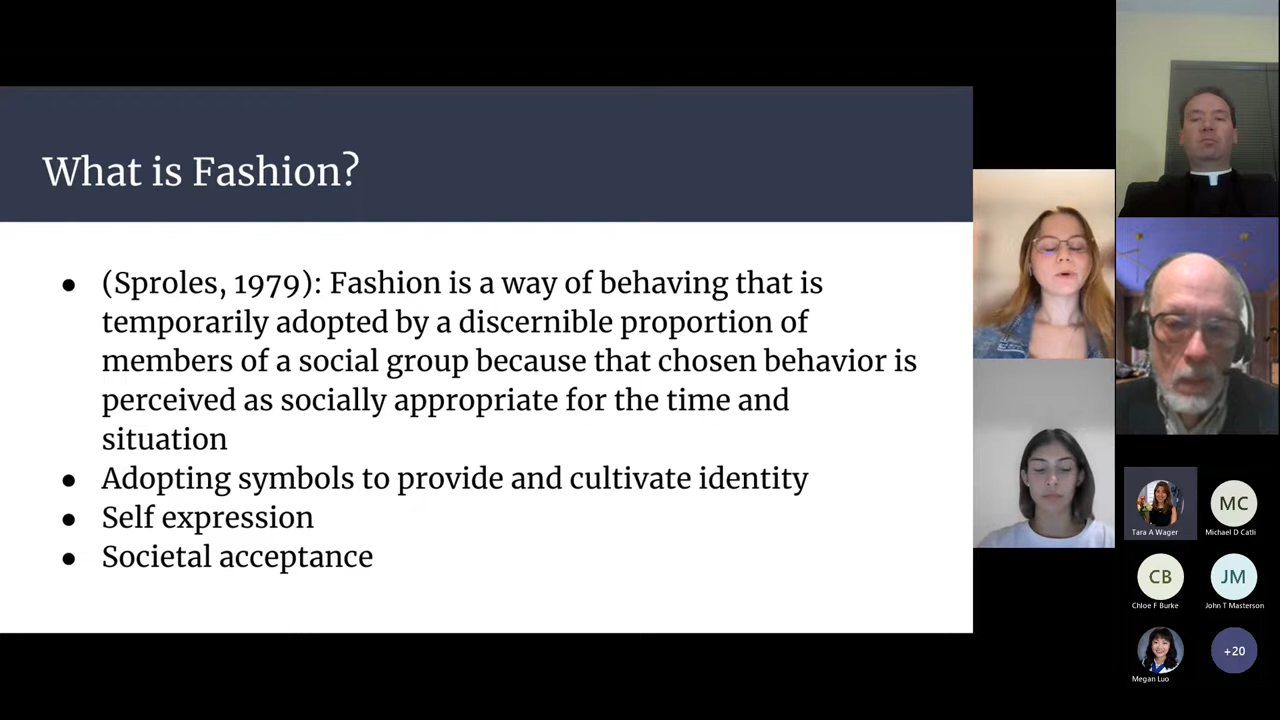 What is Fashion?
● (Sproles, 1979): Fashion is a way of behaving that is
temporarily adopted by a discernible proportion of
members of a social group because that chosen behavior is
perceived as socially appropriate for the time and
situation
● Adopting symbols to provide and cultivate identity
● Self expression
● Societal acceptance
Tara A Wager
MC
Michael D Catli
CB
Chloe F Burke
JM
John T Masterson
Megan Luo
+20